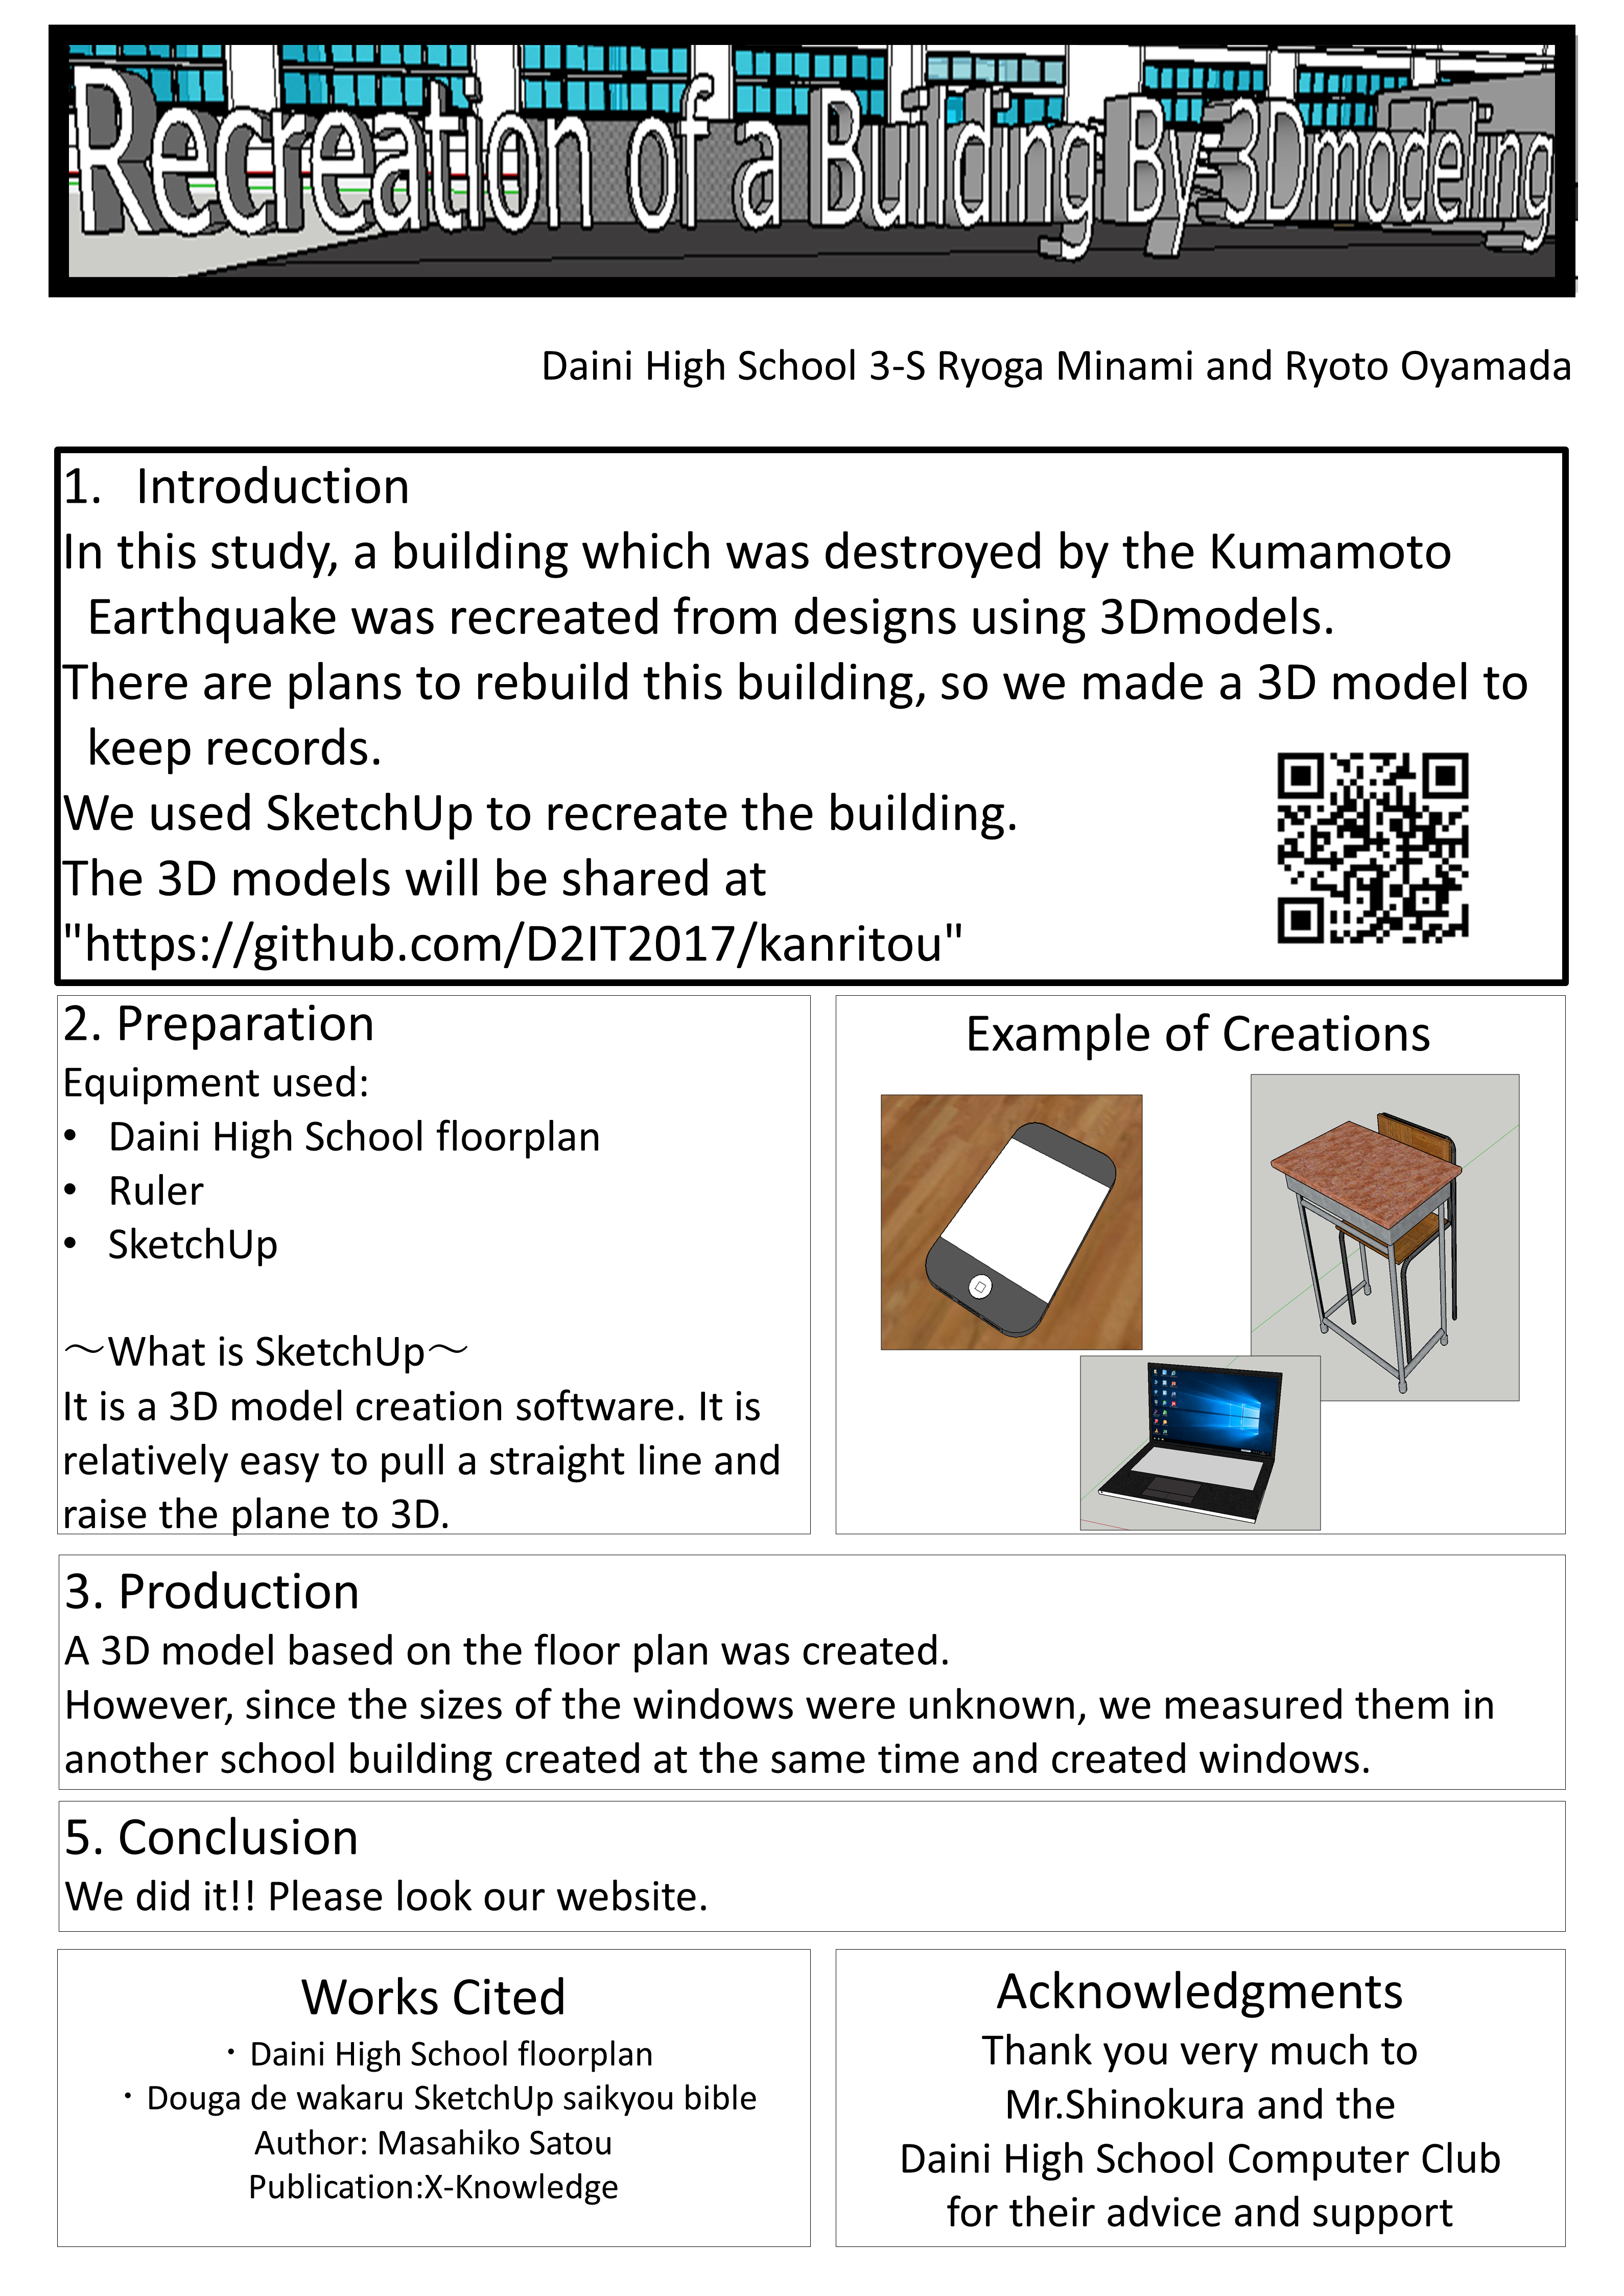 Recreation of a Building By 3Dmodeling
Daini High School 3-S Ryoga Minami and Ryoto Oyamada
1. Introduction
In this study, a building which was destroyed by the Kumamoto
Earthquake was recreated from designs using 3Dmodels.
There are plans to rebuild this building, so we made a 3D model to
keep records.
We used SketchUp to recreate the building.
The 3D models will be shared at
"https://github.com/D2IT2017/kanritou"
2. Preparation
Equipment used:
• Daini High School floorplan
• Ruler
• SketchUp
～What is SketchUp～
It is a 3D model creation software. It is
relatively easy to pull a straight line and
raise the plane to 3D.
Example of Creations
3. Production
A 3D model based on the floor plan was created.
However, since the sizes of the windows were unknown, we measured them in
another school building created at the same time and created windows.
5. Conclusion
We did it!! Please look our website.
Works Cited
・Daini High School floorplan
・Douga de wakaru SketchUp saikyou bible
Author: Masahiko Satou
Publication:X-Knowledge
Acknowledgments
Thank you very much to
Mr.Shinokura and the
Daini High School Computer Club
for their advice and support